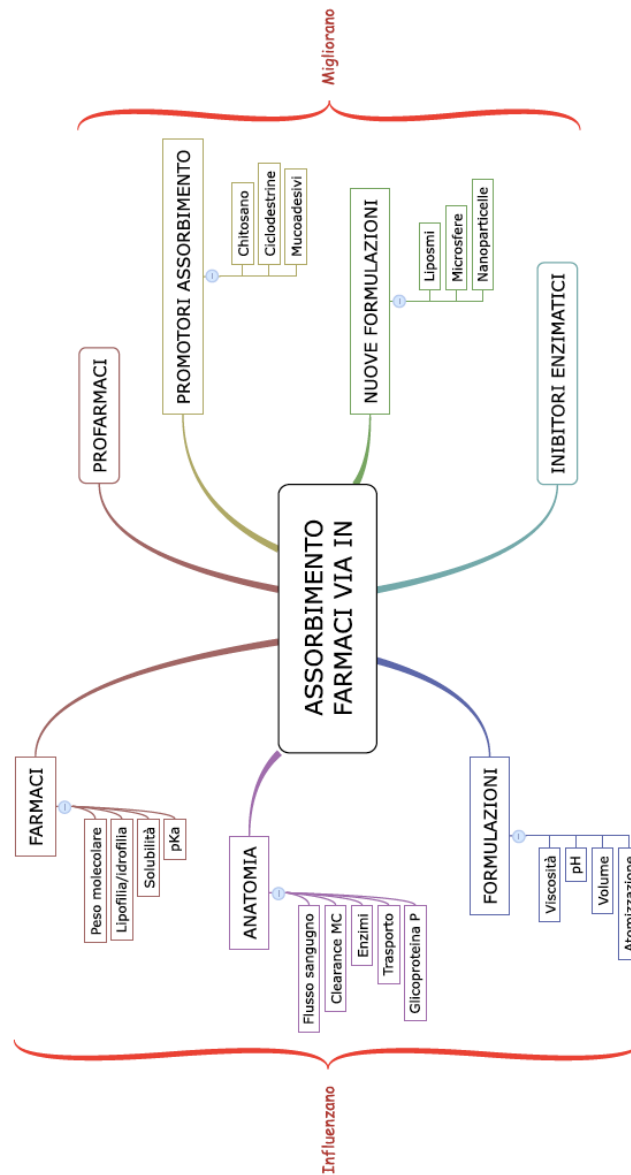 Influenzano
FARMACI
Peso molecolare
Lipofilia/idrofilia
Solubilità
pKa
ANATOMIA
Flusso sangugno
Clearance MC
Enzimi
Trasporto
Glicoproteina P
FORMULAZIONI
Viscosità
pH
Volume
Atomizzazione
ASSORBIMENTO
FARMACI VIA IN
PROFARMACI
PROMOTORI ASSORBIMENTO
Chitosano
Ciclodestrine
Mucoadesivi
NUOVE FORMULAZIONI
Liposmi
Microsfere
Nanoparticelle
INIBITORI ENZIMATICI
Migliorano